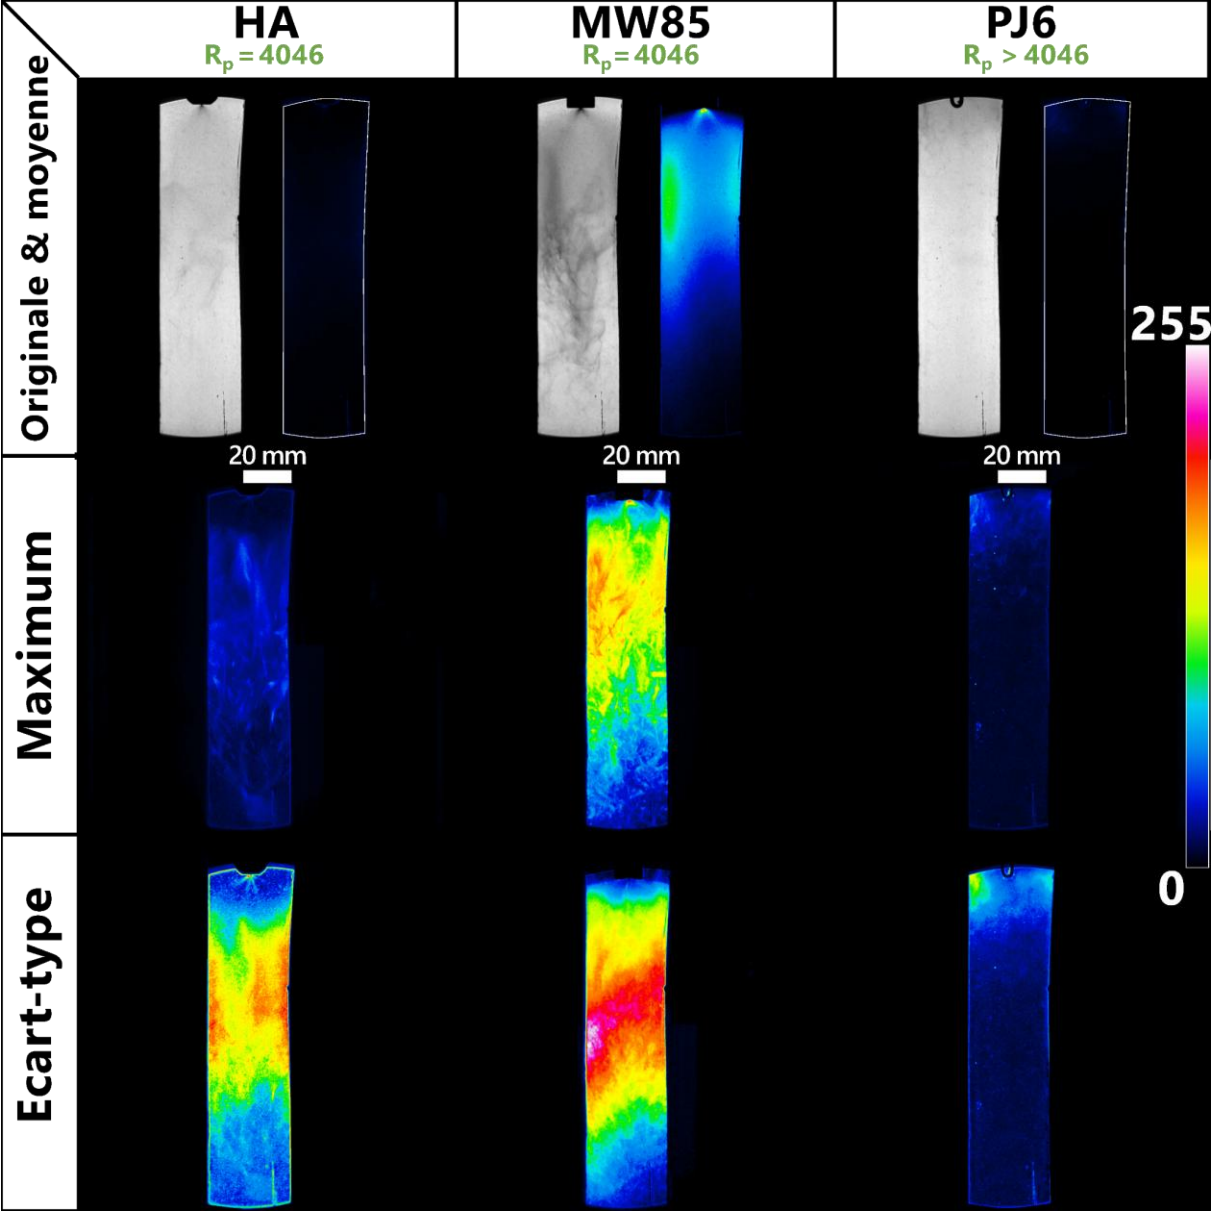 HA
MW85
PJ6
Rₚ = 4046
Rₚ = 4046
Rₚ > 4046
Originale & moyenne
20 mm
20 mm
20 mm
255
Maximum
0
Ecart-type